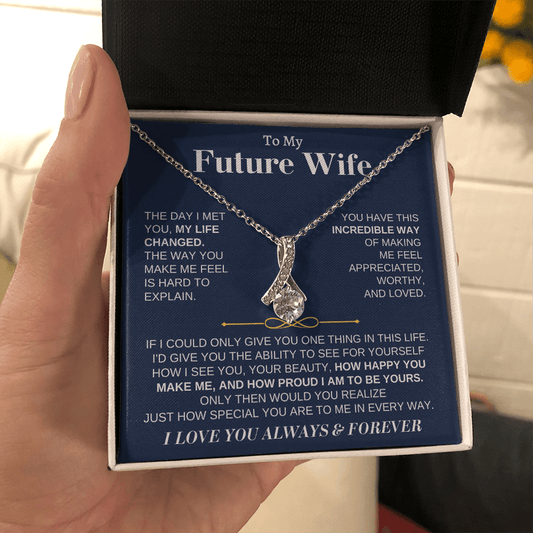 To My
Future Wife
THE DAY I MET
YOU, MY LIFE
CHANGED.
THE WAY YOU
MAKE ME FEEL
IS HARD TO
EXPLAIN.
YOU HAVE THIS
INCREDIBLE WAY
OF MAKING
ME FEEL
APPRECIATED,
WORTHY,
AND LOVED.
IF I COULD ONLY GIVE YOU ONE THING IN THIS LIFE.
I'D GIVE YOU THE ABILITY TO SEE FOR YOURSELF
HOW I SEE YOU, YOUR BEAUTY, HOW HAPPY YOU
MAKE ME, AND HOW PROUD I AM TO BE YOURS.
ONLY THEN WOULD YOU REALIZE
JUST HOW SPECIAL YOU ARE TO ME IN EVERY WAY.
I LOVE YOU ALWAYS & FOREVER